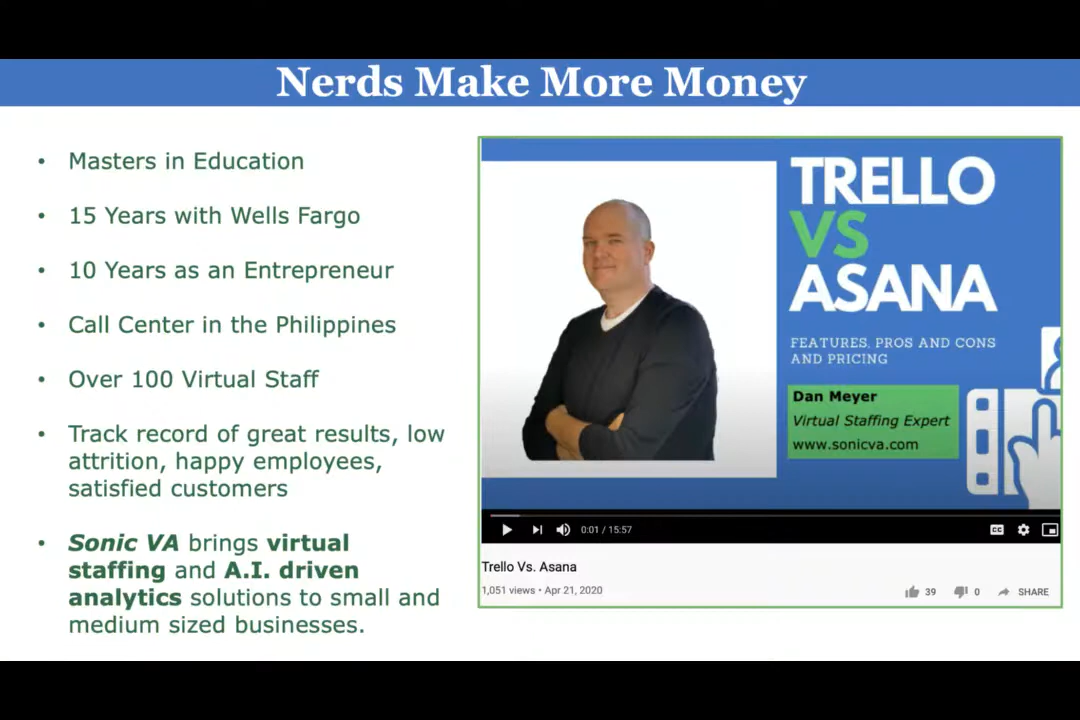 Nerds Make More Money
• Masters in Education
• 15 Years with Wells Fargo
• 10 Years as an Entrepreneur
• Call Center in the Philippines
• Over 100 Virtual Staff
• Track record of great results, low
attrition, happy employees,
satisfied customers
• Sonic VA brings virtual
staffing and A.I. driven
analytics solutions to small and
medium sized businesses.
TRELLO
VS
ASANA
FEATURES, PROS AND CONS
AND PRICING
Dan Meyer
Virtual Staffing Expert
www.sonicva.com
0:01 / 15:57
CC
Trello Vs. Asana
1,051 views • Apr 21, 2020
39 0 SHARE